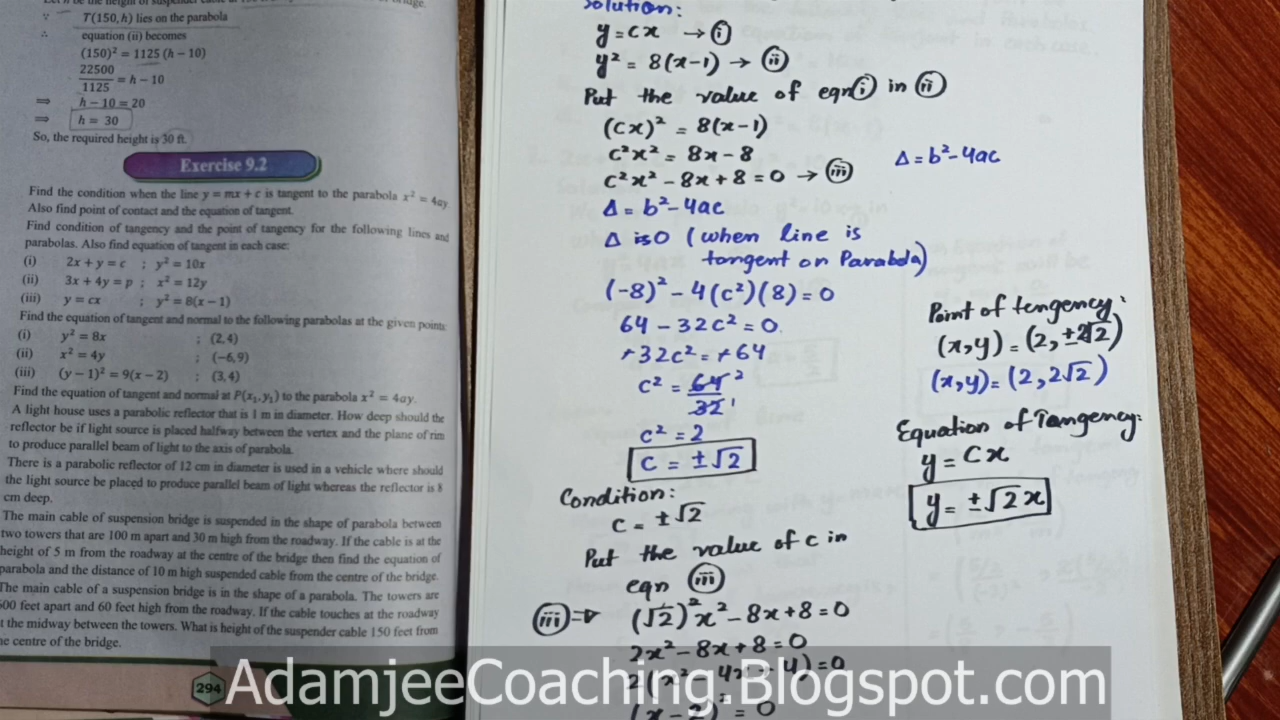 T(150, h) lies on the parabola
∵
∴ equation (ii) becomes
(150)² = 1125 (h − 10)
22500
1125 = h − 10
⇒ h − 10 = 20
⇒ h = 30
So, the required height is 30 ft.
Exercise 9.2
Find the condition when the line y = mx + c is tangent to the parabola x² = 4ay.
Also find point of contact and the equation of tangent.
Find condition of tangency and the point of tangency for the following lines and
parabolas. Also find equation of tangent in each case:
(i) 2x + y = c ; y² = 10x
(ii) 3x + 4y = p ; x² = 12y
(iii) y = cx ; y² = 8(x − 1)
Find the equation of tangent and normal to the following parabolas at the given points
(i) y² = 8x ; (2,4)
(ii) x² = 4y ; (−6,9)
(iii) (y − 1)² = 9(x − 2) ; (3,4)
Find the equation of tangent and normal at P(x₁, y₁) to the parabola x² = 4ay.
A light house uses a parabolic reflector that is 1 m in diameter. How deep should the
reflector be if light source is placed halfway between the vertex and the plane of rim
to produce parallel beam of light to the axis of parabola.
There is a parabolic reflector of 12 cm in diameter is used in a vehicle where should
the light source be placed to produce parallel beam of light whereas the reflector is 8
cm deep.
The main cable of suspension bridge is suspended in the shape of parabola between
two towers that are 100 m apart and 30 m high from the roadway. If the cable is at the
height of 5 m from the roadway at the centre of the bridge then find the equation of
parabola and the distance of 10 m high suspended cable from the centre of the bridge.
The main cable of a suspension bridge is in the shape of a parabola. The towers are
600 feet apart and 60 feet high from the roadway. If the cable touches at the roadway
the midway between the towers. What is height of the suspender cable 150 feet from
centre of the bridge.
294
Solution:
y = cx → (i)
y² = 8(x−1) → (ii)
Put the value of eqn (i) in (ii)
(cx)² = 8(x−1)
c²x² = 8x − 8
c²x² − 8x + 8 = 0 → (iii)
Δ = b² − 4ac
Δ = b² − 4ac
Δ is 0 (when line is
tangent on Parabola)
(−8)² − 4(c²)(8) = 0
64 − 32c² = 0
+32c² = +64
c² = 64 2
32 1
c² = 2
c = ±√2
Condition:
c = ±√2
Put the value of c in
eqn (iii)
(iii) ⇒ (√2)²x² − 8x + 8 = 0
2x² − 8x + 8 = 0
2(x² − 4x + 4) = 0
(x − 2)² = 0
Point of tengency:
(x,y) = (2, ±2√2)
(x,y) = (2, 2√2)
Equation of Tangency:
y = Cx
y = ±√2 x
AdamjeeCoaching.Blogspot.com